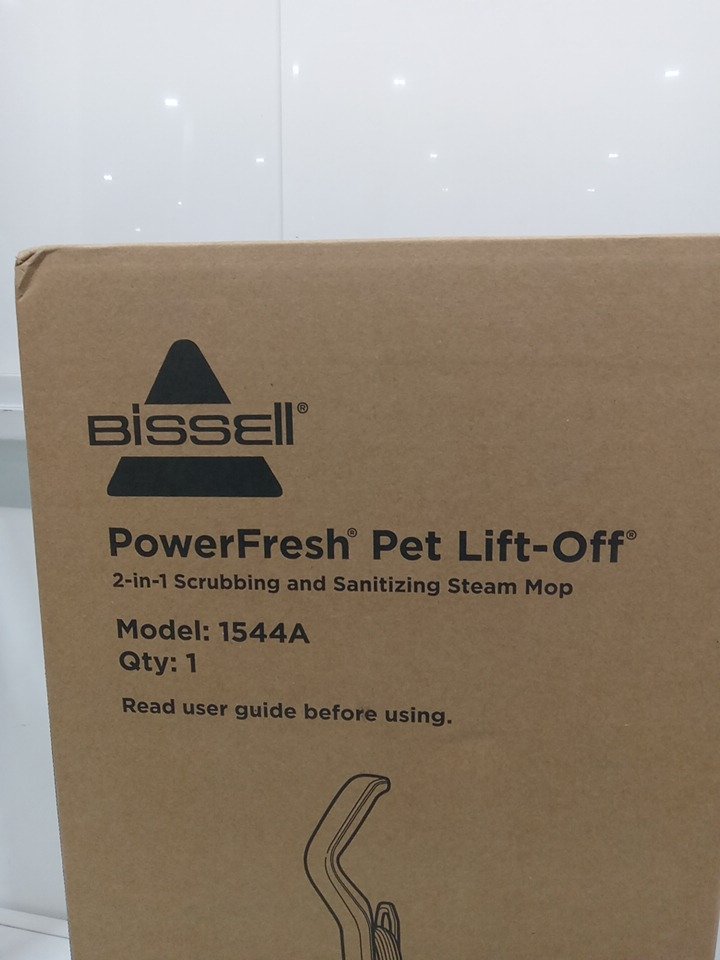 BISSELL®
PowerFresh® Pet Lift-Off®
2-in-1 Scrubbing and Sanitizing Steam Mop
Model: 1544A
Qty: 1
Read user guide before using.